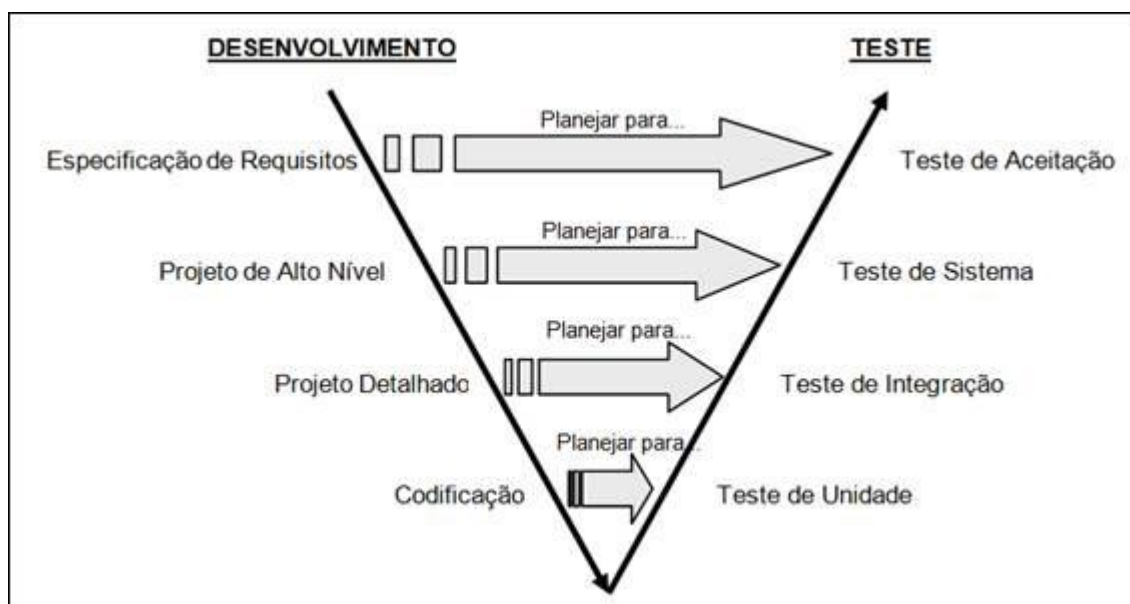 DESENVOLVIMENTO
TESTE
Planejar para...
Especificação de Requisitos
Teste de Aceitação
Planejar para...
Projeto de Alto Nível
Teste de Sistema
Planejar para...
Projeto Detalhado
Teste de Integração
Planejar para...
Codificação
Teste de Unidade